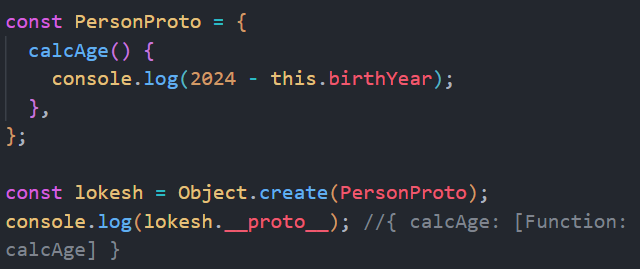 const PersonProto = {
  calcAge() {
    console.log(2024 - this.birthYear);
  },
};

const lokesh = Object.create(PersonProto);
console.log(lokesh.__proto__); //{ calcAge: [Function:
calcAge] }